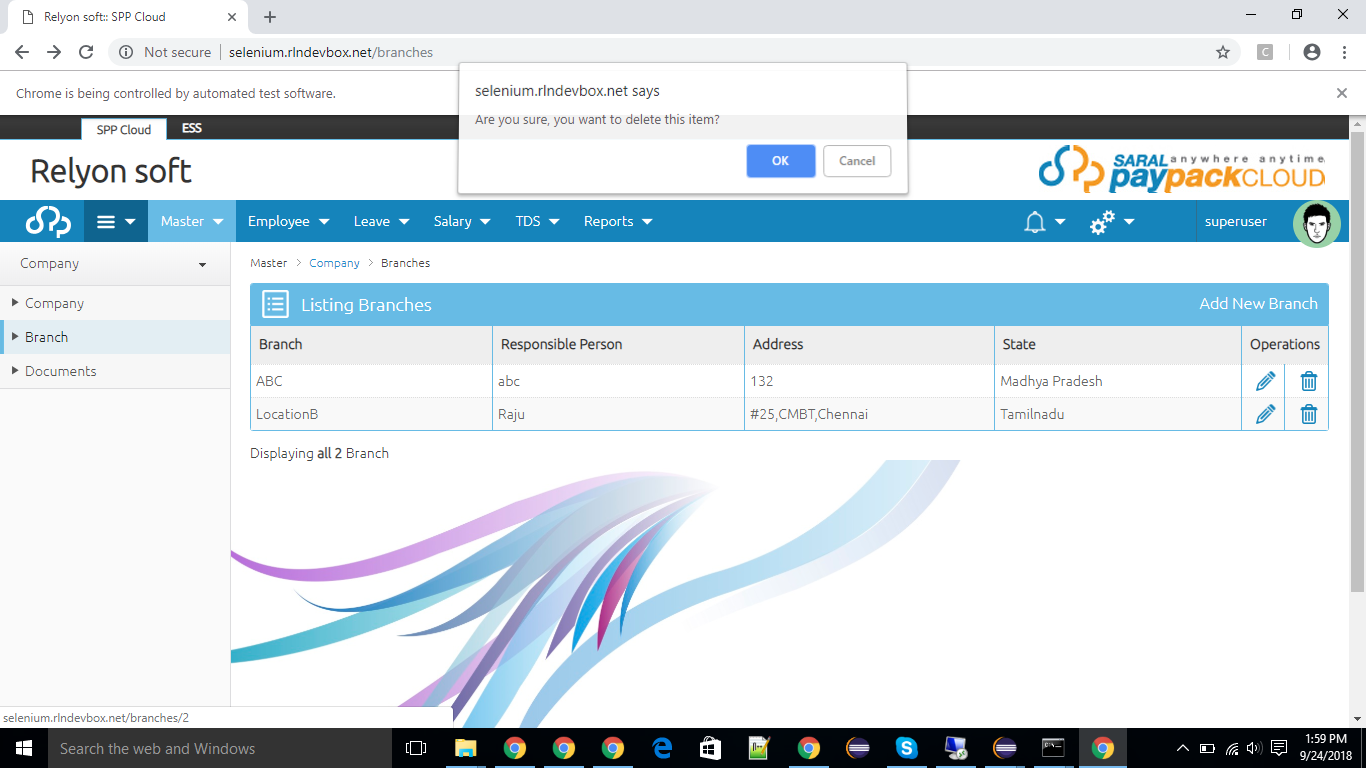 Relyon soft:: SPP Cloud
Not secure
selenium.rlndevbox.net/branches
C
Chrome is being controlled by automated test software.
selenium.rlndevbox.net says
Are you sure, you want to delete this item?
OK
Cancel
SPP Cloud
ESS
Relyon soft
SARAL anywhere anytime
paypackCLOUD
Master
Employee
Leave
Salary
TDS
Reports
superuser
Company
Company
Branch
Documents
Master > Company > Branches
Listing Branches
Add New Branch
Branch Responsible Person Address State Operations
ABC abc 132 Madhya Pradesh
LocationB Raju #25,CMBT,Chennai Tamilnadu
Displaying all 2 Branch
selenium.rlndevbox.net/branches/2
Search the web and Windows
1:59 PM
9/24/2018